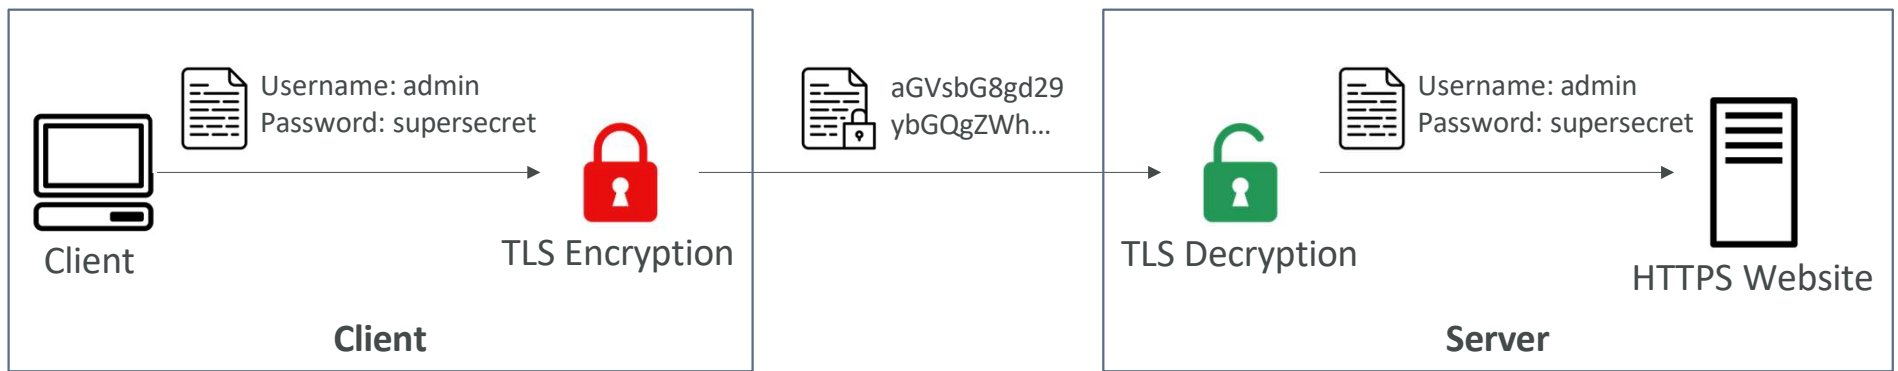 Username: admin
Password: supersecret
Client
TLS Encryption
Client
aGVsbG8gd29
ybGQgZWh...
Username: admin
Password: supersecret
TLS Decryption
HTTPS Website
Server